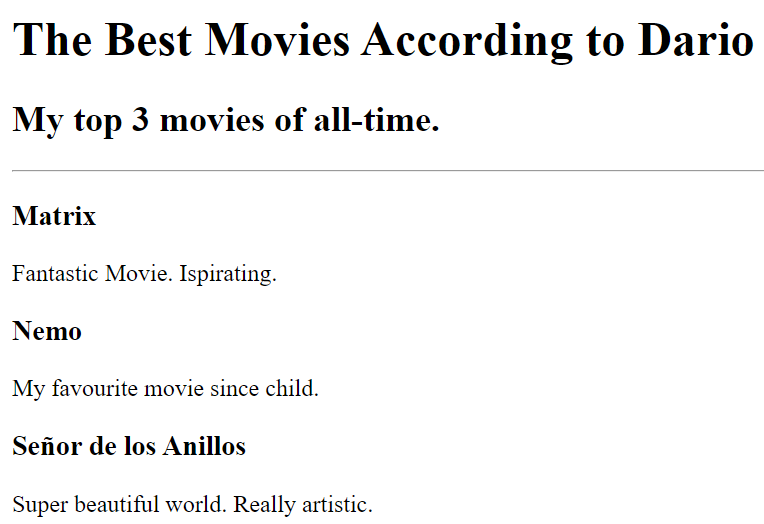 The Best Movies According to Dario
My top 3 movies of all-time.
Matrix
Fantastic Movie. Ispirating.
Nemo
My favourite movie since child.
Señor de los Anillos
Super beautiful world. Really artistic.